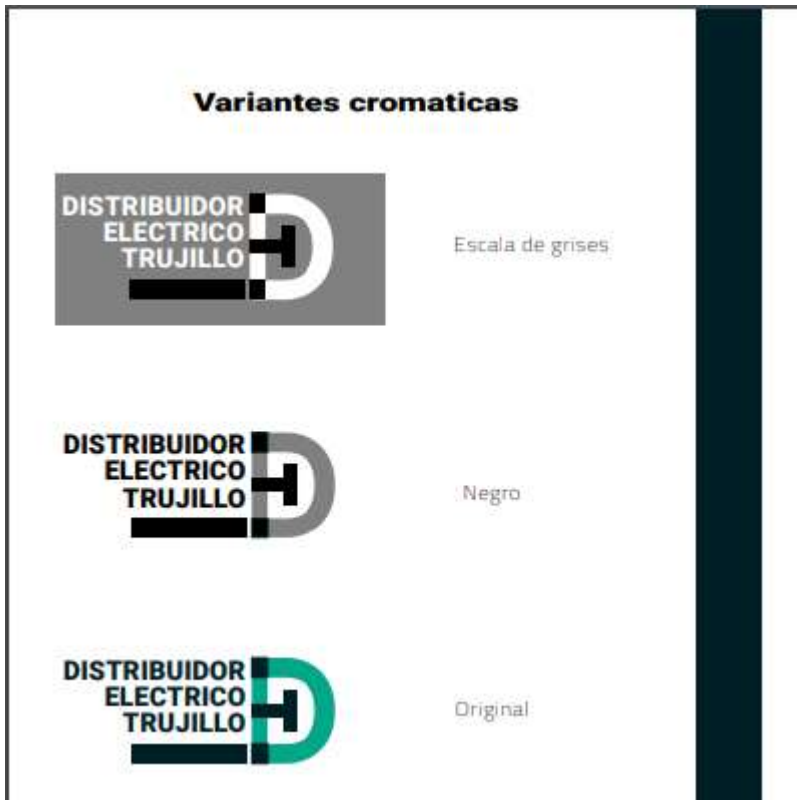 Variantes cromaticas
DISTRIBUIDOR
ELECTRICO
TRUJILLO
Escala de grises
DISTRIBUIDOR
ELECTRICO
TRUJILLO
Negro
DISTRIBUIDOR
ELECTRICO
TRUJILLO
Original